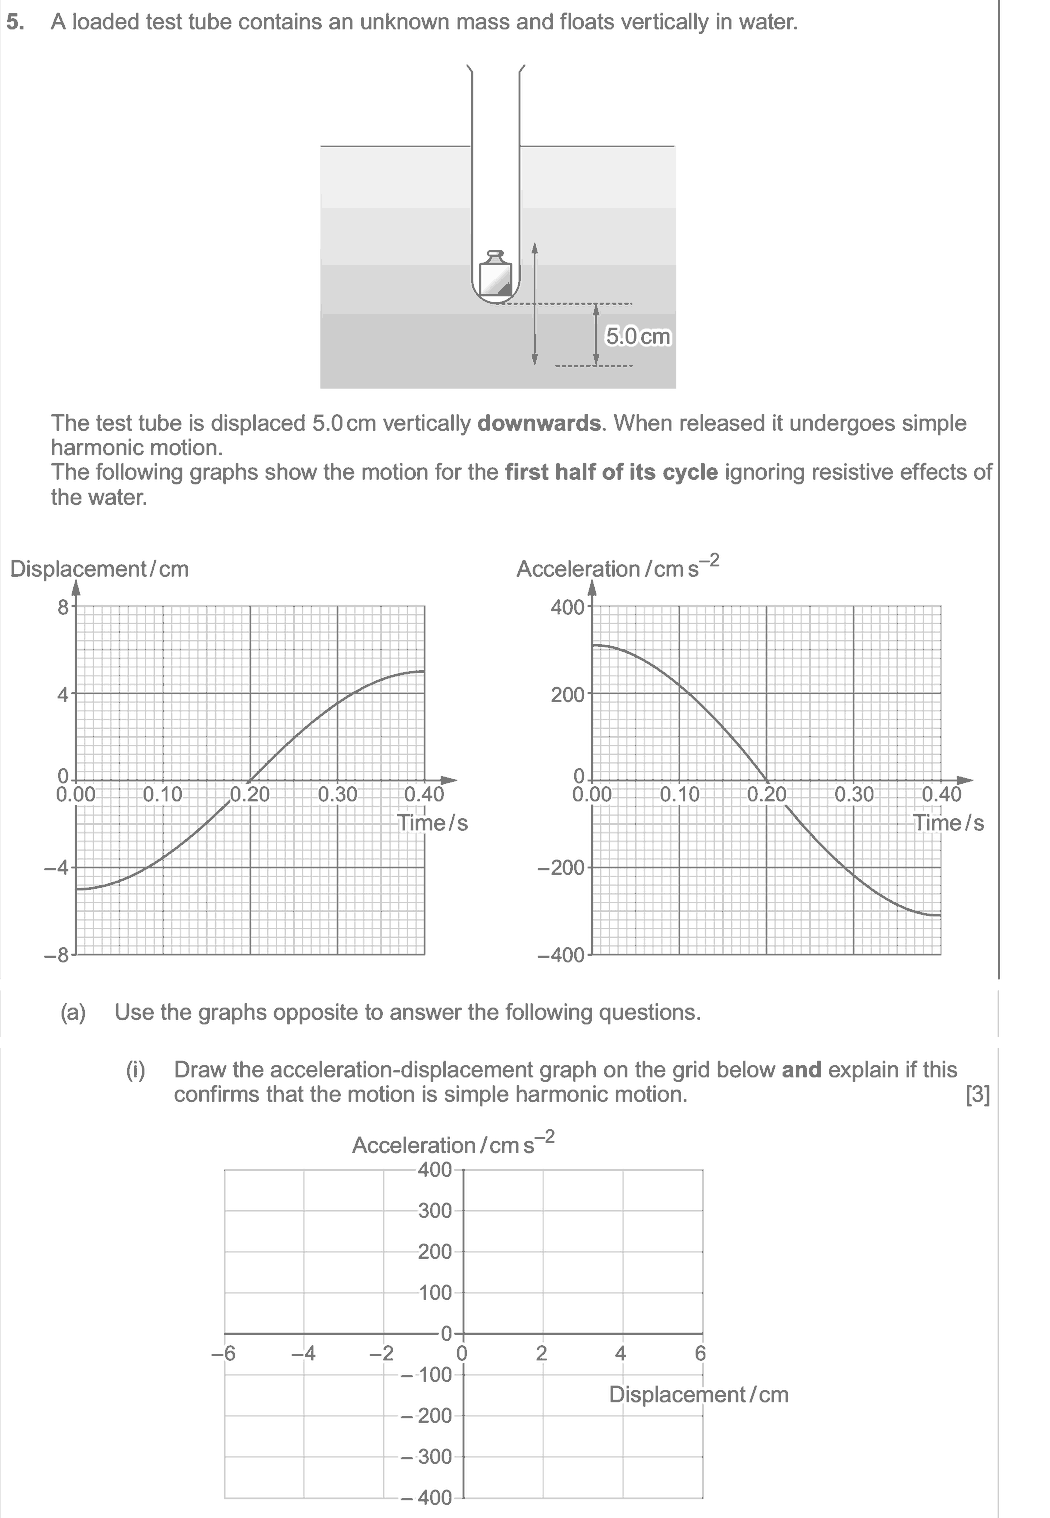 5. A loaded test tube contains an unknown mass and floats vertically in water.
5.0 cm
The test tube is displaced 5.0 cm vertically downwards. When released it undergoes simple
harmonic motion.
The following graphs show the motion for the first half of its cycle ignoring resistive effects of
the water.
Displacement / cm
8
4
0
0.00 0.10 0.20 0.30 0.40
Time / s
−4
−8
Acceleration / cm s⁻²
400
200
0
0.00 0.10 0.20 0.30 0.40
Time / s
−200
−400
(a) Use the graphs opposite to answer the following questions.
(i) Draw the acceleration-displacement graph on the grid below and explain if this
confirms that the motion is simple harmonic motion. [3]
Acceleration / cm s⁻²
400
300
200
100
0
−6 −4 −2 0 2 4 6
−100
Displacement / cm
−200
−300
−400